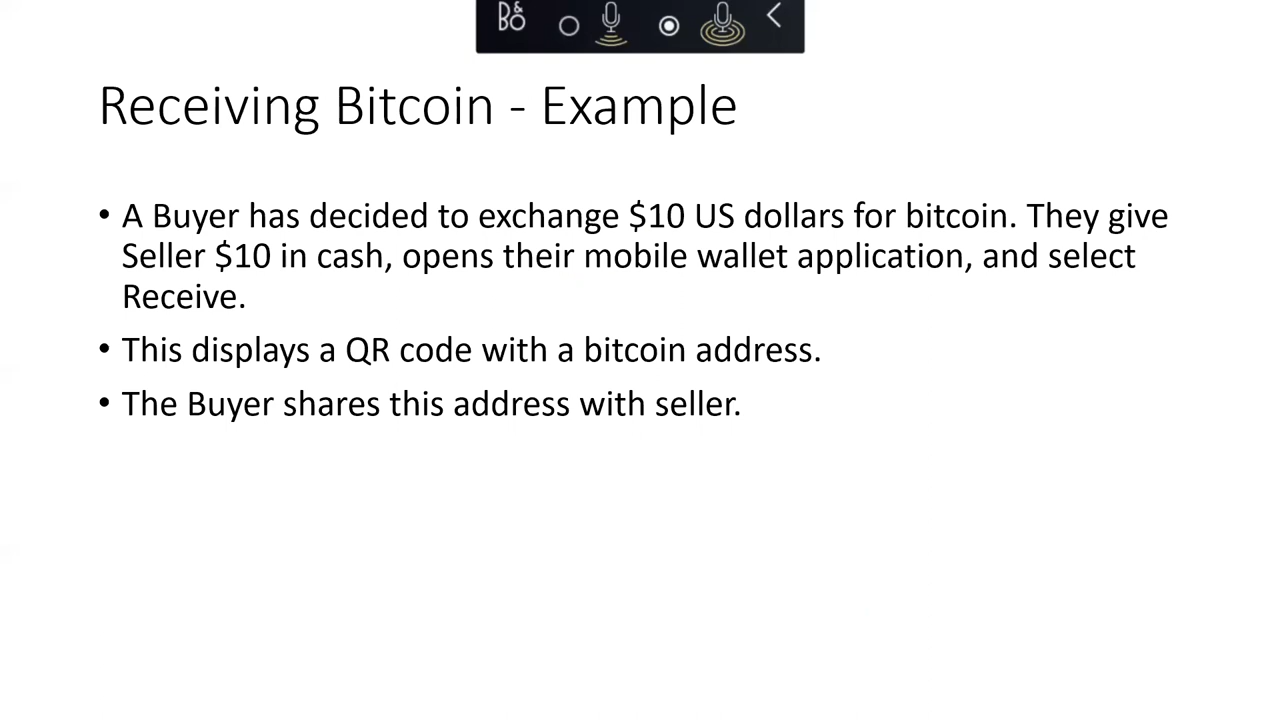 B&O
Receiving Bitcoin - Example
• A Buyer has decided to exchange $10 US dollars for bitcoin. They give
Seller $10 in cash, opens their mobile wallet application, and select
Receive.
• This displays a QR code with a bitcoin address.
• The Buyer shares this address with seller.